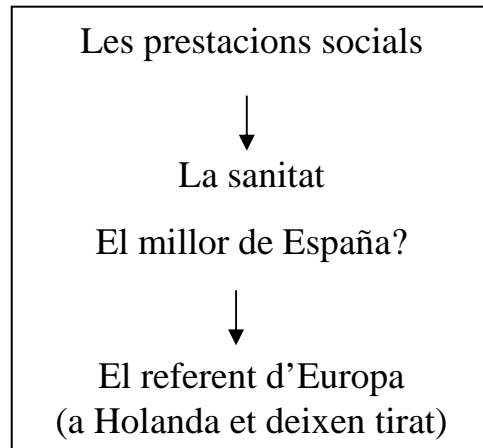 Les prestacions socials
La sanitat
El millor de España?
El referent d’Europa
(a Holanda et deixen tirat)